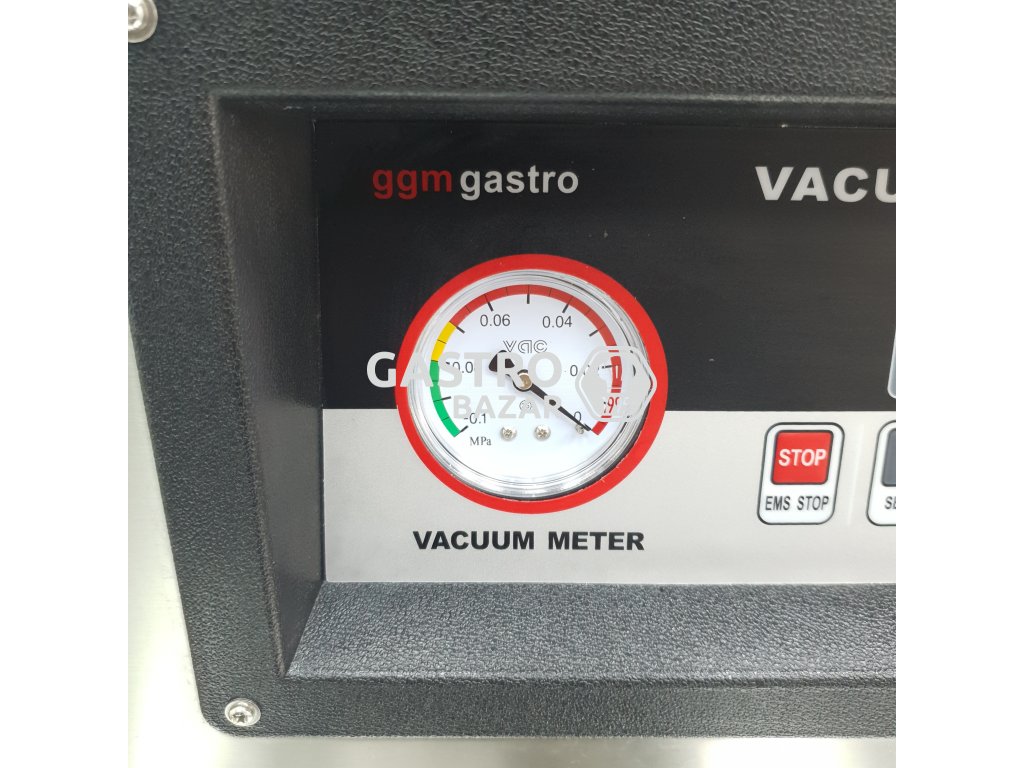 ggm gastro
VACU
0.06
0.04
vac
-0.1
0
MPa
GASTRO
BAZAR
STOP
EMS STOP
VACUUM METER